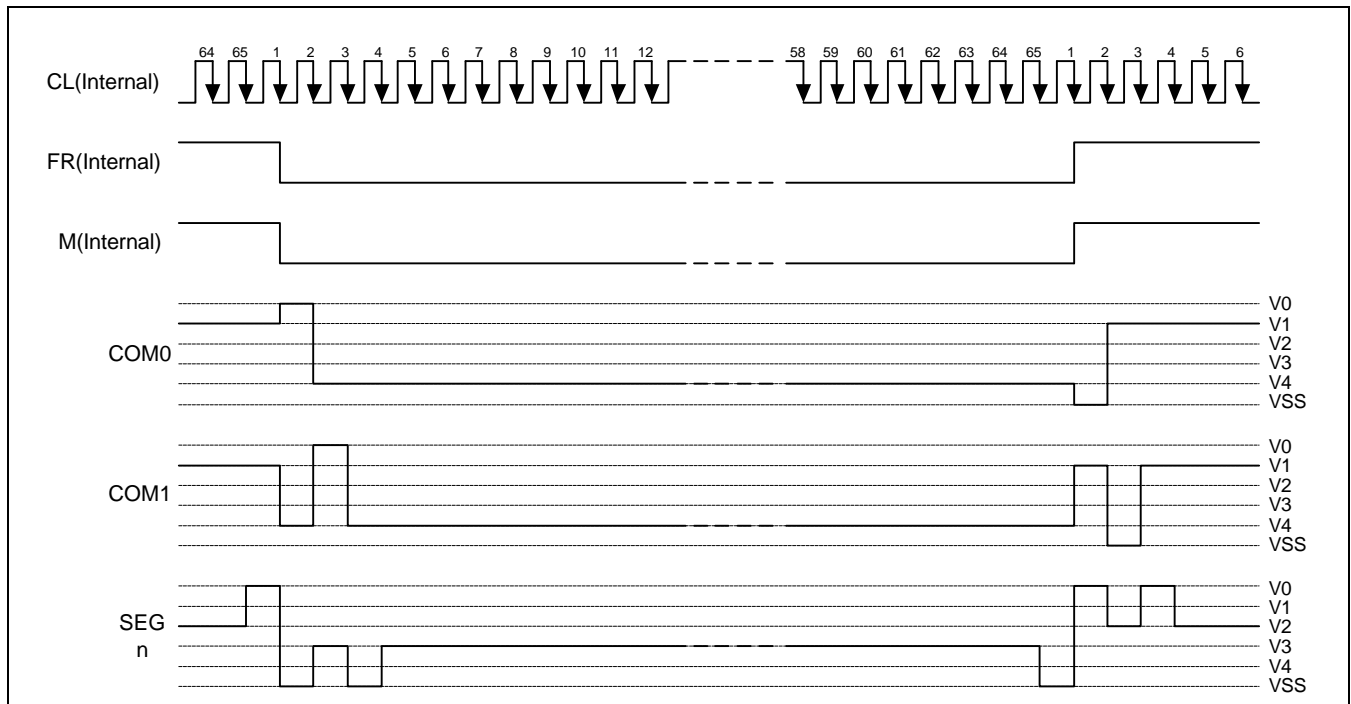 64 65 1 2 3 4 5 6 7 8 9 10 11 12 58 59 60 61 62 63 64 65 1 2 3 4 5 6
CL(Internal)
FR(Internal)
M(Internal)
COM0
V0
V1
V2
V3
V4
VSS
COM1
V0
V1
V2
V3
V4
VSS
SEG
n
V0
V1
V2
V3
V4
VSS